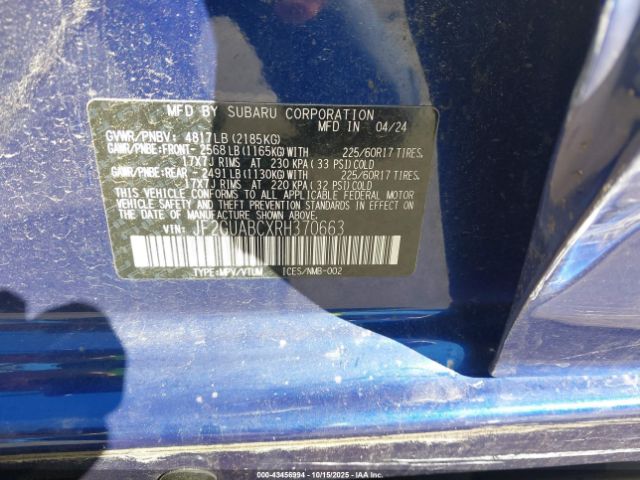 MFD BY SUBARU CORPORATION
MFD IN 04/24
GVWR/PNBV: 4817LB (2185KG)
GAWR/PNBE:FRONT- 2568LB(1165KG)WITH 225/60R17 TIRES.
17X7J RIMS AT 230 KPA(33 PSI)COLD
GAWR/PNBE:REAR - 2491LB(1130KG)WITH 225/60R17 TIRES.
17X7J RIMS AT 220 KPA(32 PSI)COLD
THIS VEHICLE CONFORMS TO ALL APPLICABLE FEDERAL MOTOR
VEHICLE SAFETY AND THEFT PREVENTION STANDARDS IN EFFECT
ON THE DATE OF MANUFACTURE SHOWN ABOVE.
VIN: JF2GUABCXRH370663
TYPE:MPV/VTUM ICES/NMB-002
000-43456994 - 10/15/2025 - IAA Inc.